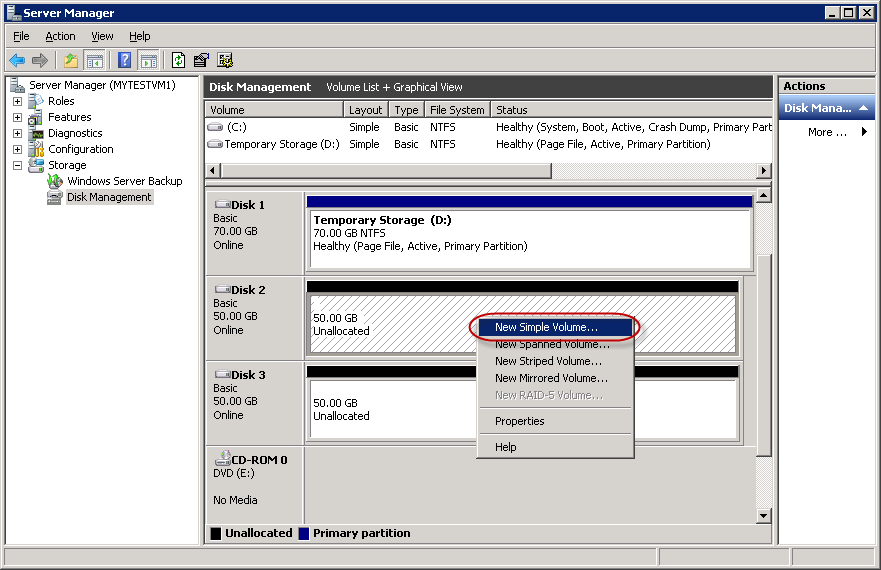 Server Manager
File Action View Help
Server Manager (MYTESTVM1)
Roles
Features
Diagnostics
Configuration
Storage
Windows Server Backup
Disk Management
Disk Management Volume List + Graphical View
Volume Layout Type File System Status
(C:) Simple Basic NTFS Healthy (System, Boot, Active, Crash Dump, Primary Part
Temporary Storage (D:) Simple Basic NTFS Healthy (Page File, Active, Primary Partition)
Disk 1
Basic
70.00 GB
Online
Temporary Storage (D:)
70.00 GB NTFS
Healthy (Page File, Active, Primary Partition)
Disk 2
Basic
50.00 GB
Online
50.00 GB
Unallocated
Disk 3
Basic
50.00 GB
Online
50.00 GB
Unallocated
CD-ROM 0
DVD (E:)
No Media
New Simple Volume...
New Spanned Volume...
New Striped Volume...
New Mirrored Volume...
New RAID-5 Volume...
Properties
Help
Unallocated Primary partition
Actions
Disk Mana...
More ...